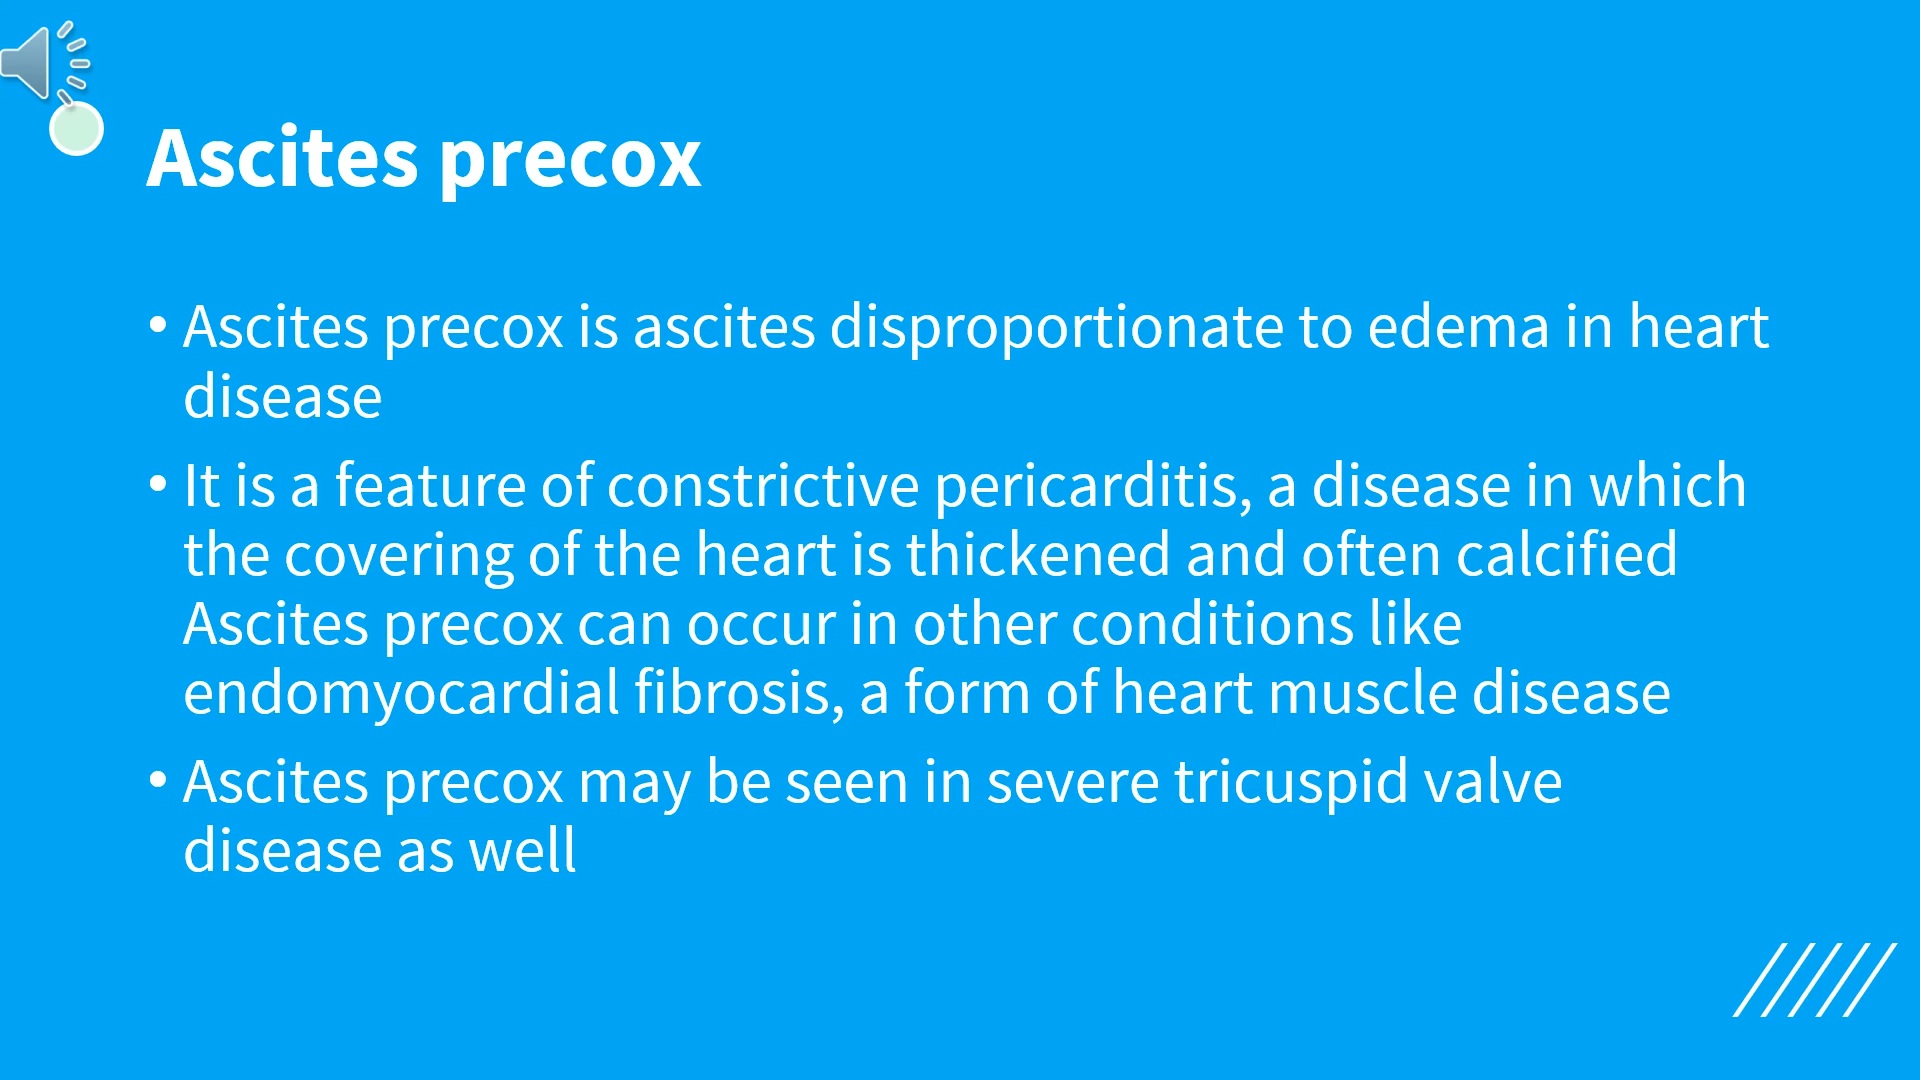 Ascites precox
• Ascites precox is ascites disproportionate to edema in heart
disease
• It is a feature of constrictive pericarditis, a disease in which
the covering of the heart is thickened and often calcified
Ascites precox can occur in other conditions like
endomyocardial fibrosis, a form of heart muscle disease
• Ascites precox may be seen in severe tricuspid valve
disease as well